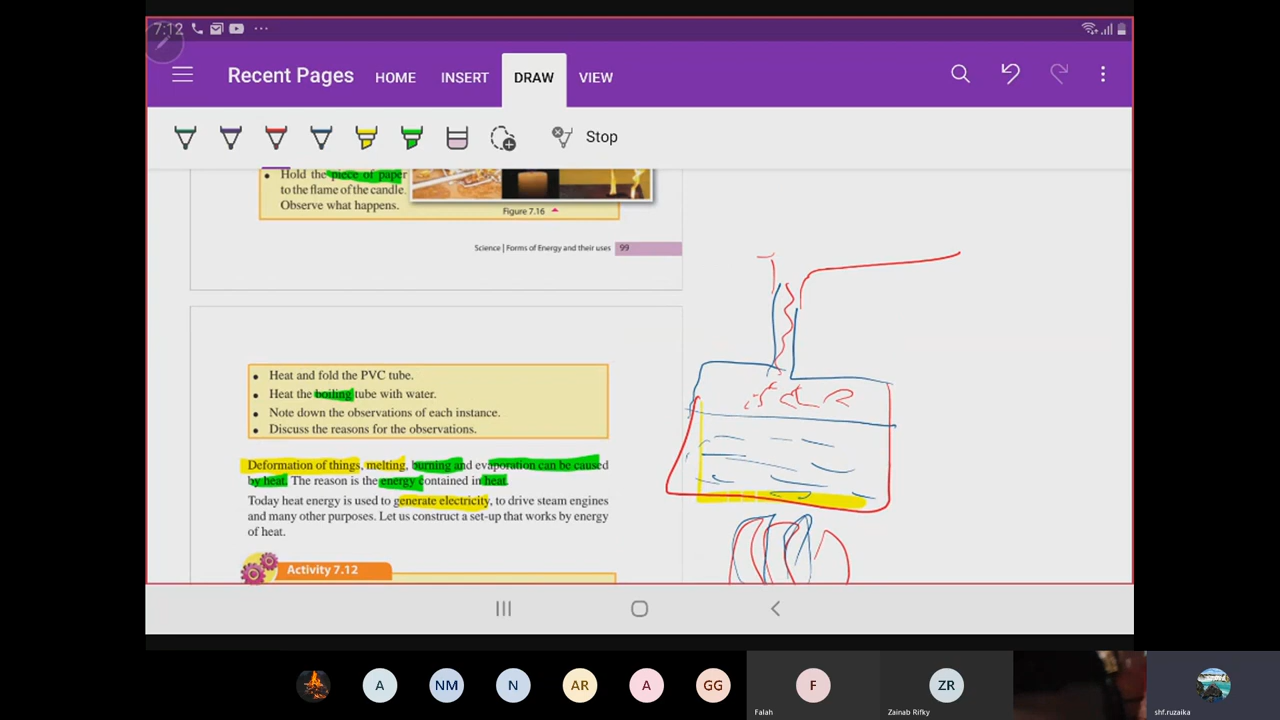 7:12
Recent Pages HOME INSERT DRAW VIEW
Stop
• Hold the piece of paper
to the flame of the candle.
Observe what happens.
Figure 7.16
Science | Forms of Energy and their uses 99
• Heat and fold the PVC tube.
• Heat the boiling tube with water.
• Note down the observations of each instance.
• Discuss the reasons for the observations.
Deformation of things, melting, burning and evaporation can be caused
by heat. The reason is the energy contained in heat.
Today heat energy is used to generate electricity, to drive steam engines
and many other purposes. Let us construct a set-up that works by energy
of heat.
Activity 7.12
A NM N AR A GG F ZR
Falah Zainab Rifky shf.ruzaika